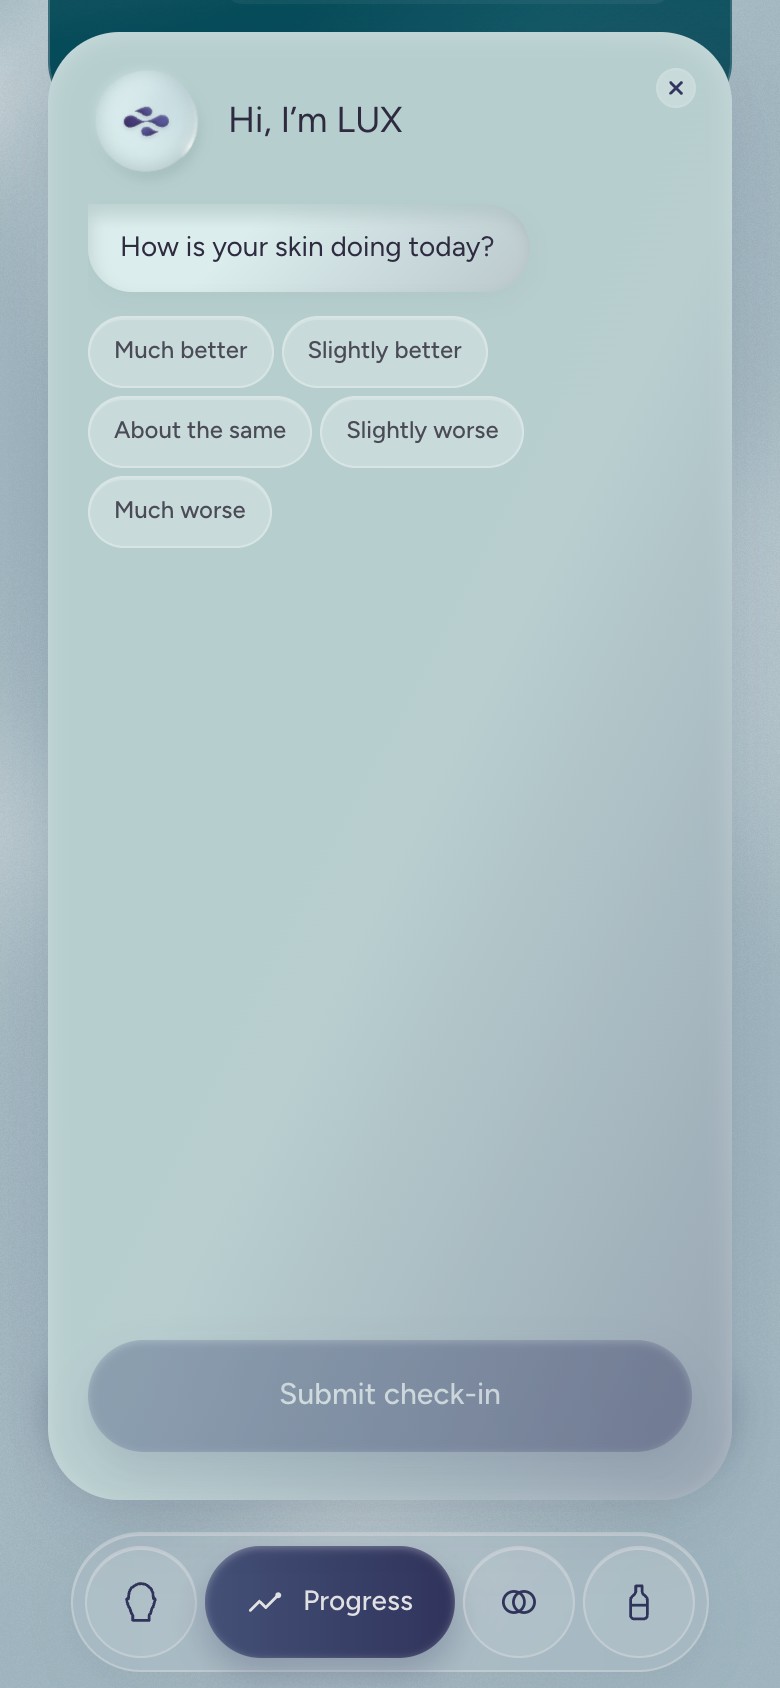 Hi, I’m LUX
How is your skin doing today?
Much better
Slightly better
About the same
Slightly worse
Much worse
Submit check-in
Progress